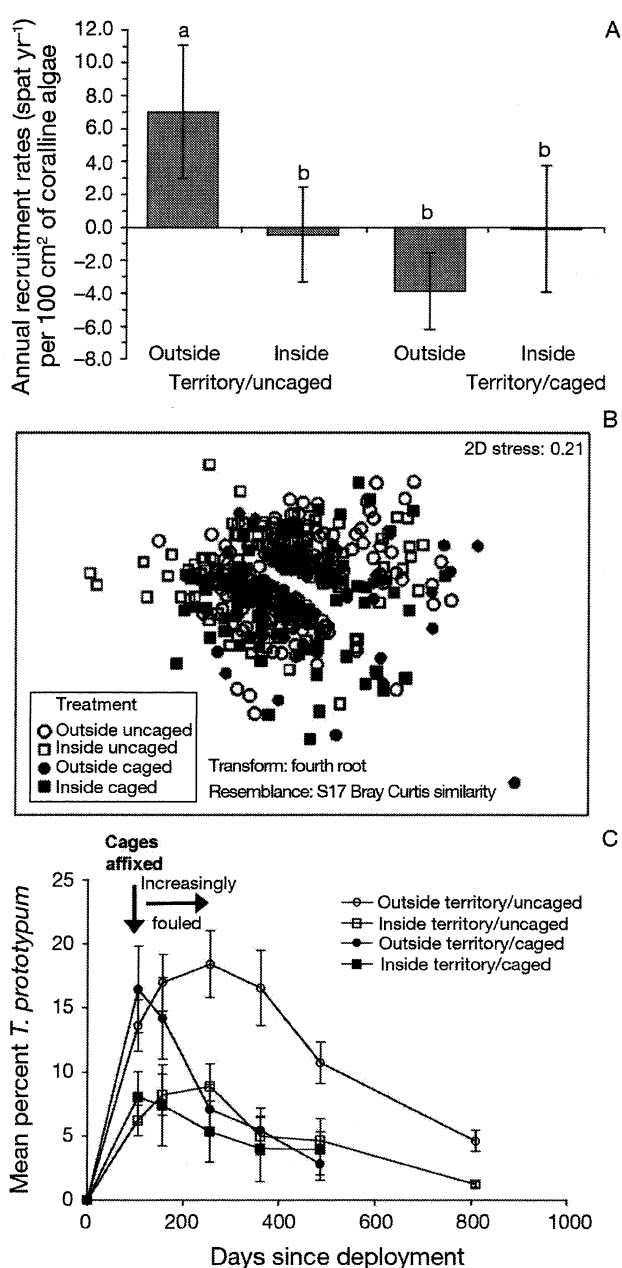 A
Annual recruitment rates (spat yr⁻¹)
per 100 cm² of coralline algae
12.0
10.0
8.0
6.0
4.0
2.0
0.0
−2.0
−4.0
−6.0
−8.0
a
b
b
b
Outside Inside Outside Inside
Territory/uncaged Territory/caged
B
2D stress: 0.21
Treatment
Outside uncaged
Inside uncaged
Outside caged
Inside caged
Transform: fourth root
Resemblance: S17 Bray Curtis similarity
C
Cages
affixed
Increasingly
fouled
Outside territory/uncaged
Inside territory/uncaged
Outside territory/caged
Inside territory/caged
Mean percent T. prototypum
25
20
15
10
5
0
0 200 400 600 800 1000
Days since deployment